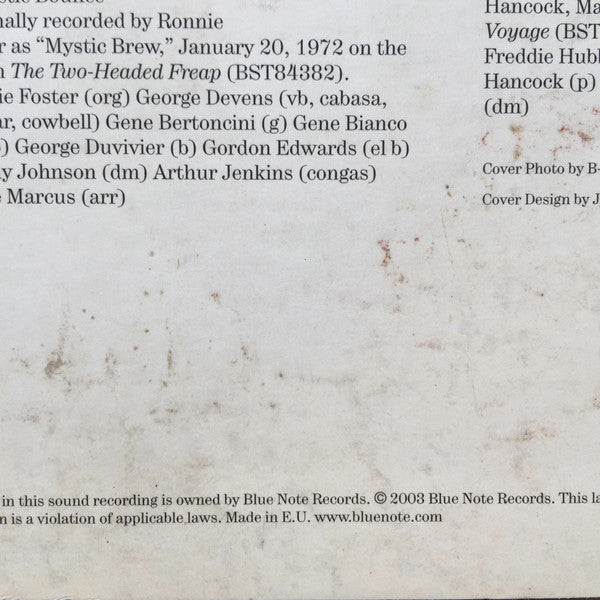 nally recorded by Ronnie
r as “Mystic Brew,” January 20, 1972 on the
The Two-Headed Freap (BST84382).
ie Foster (org) George Devens (vb, cabasa,
ar, cowbell) Gene Bertoncini (g) Gene Bianco
) George Duvivier (b) Gordon Edwards (el b)
y Johnson (dm) Arthur Jenkins (congas)
Marcus (arr)
Hancock, Ma
Voyage (BST
Freddie Hubb
Hancock (p)
(dm)
Cover Photo by B-
Cover Design by J
in this sound recording is owned by Blue Note Records. © 2003 Blue Note Records. This la
n is a violation of applicable laws. Made in E.U. www.bluenote.com